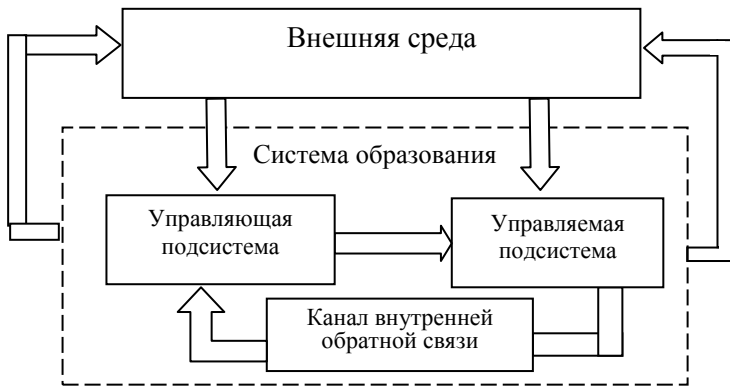 Внешняя среда
Система образования
Управляющая
подсистема
Управляемая
подсистема
Канал внутренней
обратной связи